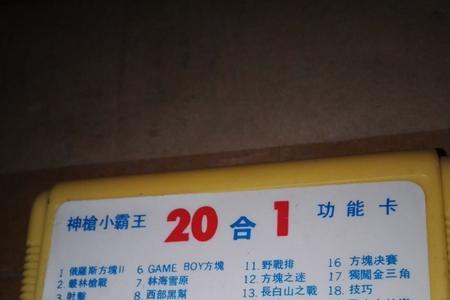 神槍小霸王 20 合 1 功能卡
1 俄羅斯方塊II 6 GAME BOY方塊 11. 野戰排 16 方塊决賽
2 叢林槍戰 7 林海雪原 12. 方塊之迷 17 獨闖金三角
3 射擊 8 西部黑幫 13. 長白山之戰 18. 技巧